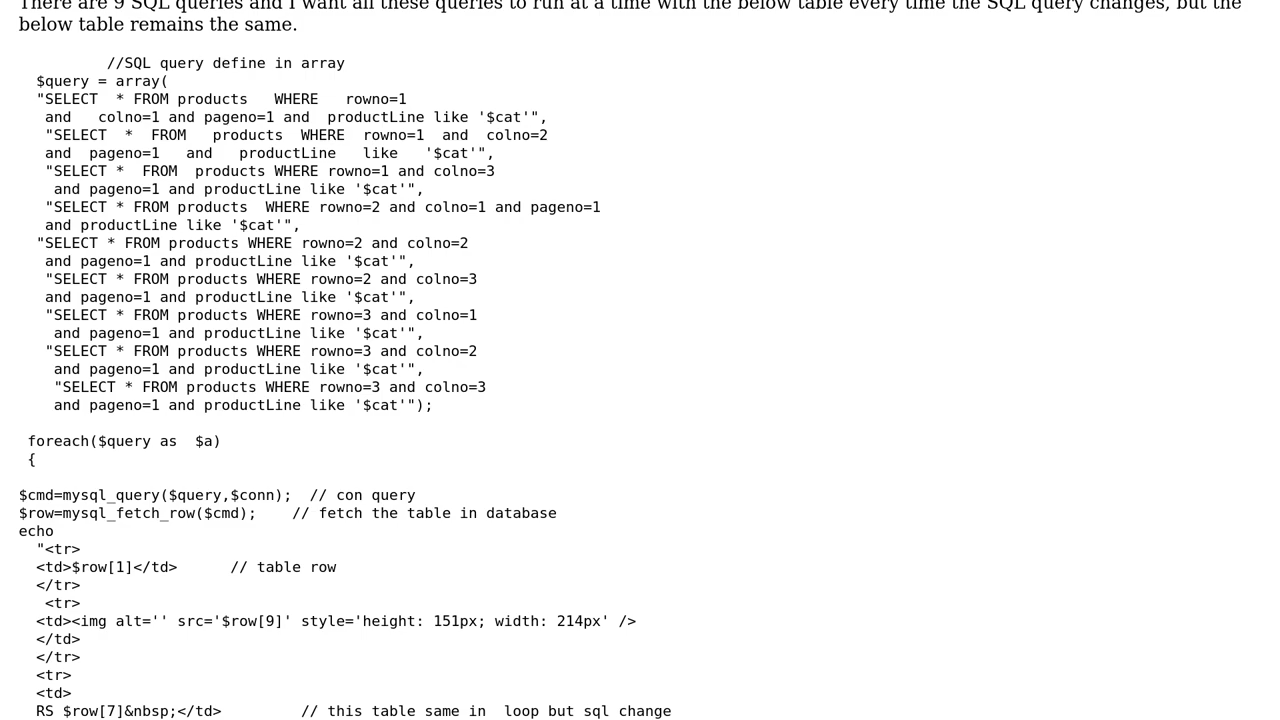 There are 9 SQL queries and I want all these queries to run at a time with the below table every time the SQL query changes, but the
below table remains the same.
//SQL query define in array
$query = array(
"SELECT  * FROM products   WHERE   rowno=1
and   colno=1 and pageno=1 and  productLine like '$cat'",
"SELECT  *  FROM   products  WHERE  rowno=1  and  colno=2
and  pageno=1   and   productLine   like   '$cat'",
"SELECT *  FROM  products WHERE rowno=1 and colno=3
and pageno=1 and productLine like '$cat'",
"SELECT * FROM products  WHERE rowno=2 and colno=1 and pageno=1
and productLine like '$cat'",
"SELECT * FROM products WHERE rowno=2 and colno=2
and pageno=1 and productLine like '$cat'",
"SELECT * FROM products WHERE rowno=2 and colno=3
and pageno=1 and productLine like '$cat'",
"SELECT * FROM products WHERE rowno=3 and colno=1
and pageno=1 and productLine like '$cat'",
"SELECT * FROM products WHERE rowno=3 and colno=2
and pageno=1 and productLine like '$cat'",
"SELECT * FROM products WHERE rowno=3 and colno=3
and pageno=1 and productLine like '$cat'");
foreach($query as  $a)
{
$cmd=mysql_query($query,$conn);  // con query
$row=mysql_fetch_row($cmd);    // fetch the table in database
echo
"<tr>
<td>$row[1]</td>      // table row
</tr>
<tr>
<td><img alt='' src='$row[9]' style='height: 151px; width: 214px' />
</td>
</tr>
<tr>
<td>
RS $row[7]&nbsp;</td>         // this table same in  loop but sql change